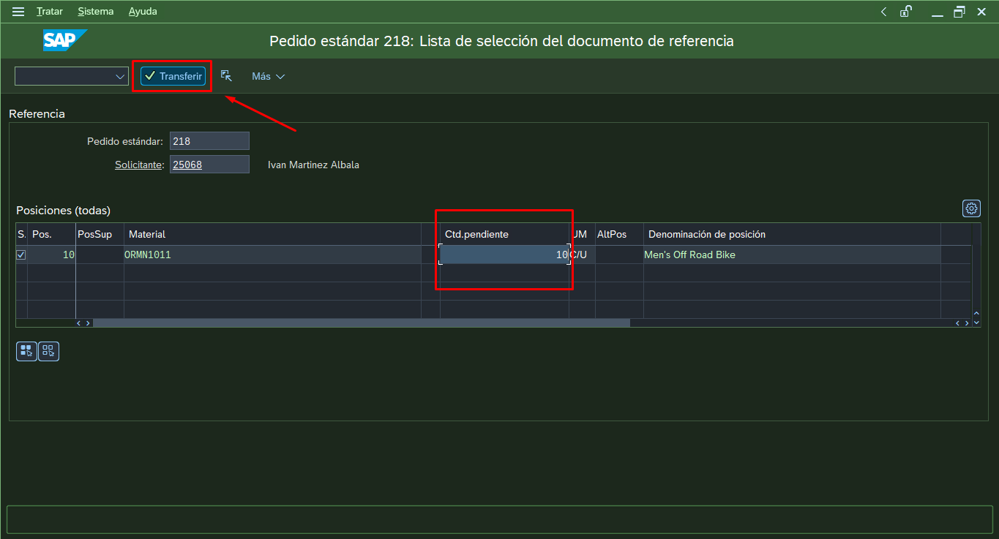 Tratar Sistema Ayuda
SAP Pedido estándar 218: Lista de selección del documento de referencia
Transferir Más
Referencia
Pedido estándar: 218
Solicitante: 25068 Ivan Martinez Albala
Posiciones (todas)
S. Pos. PosSup Material Ctd.pendiente UM AltPos Denominación de posición
10 ORMN1011 10 C/U Men's Off Road Bike